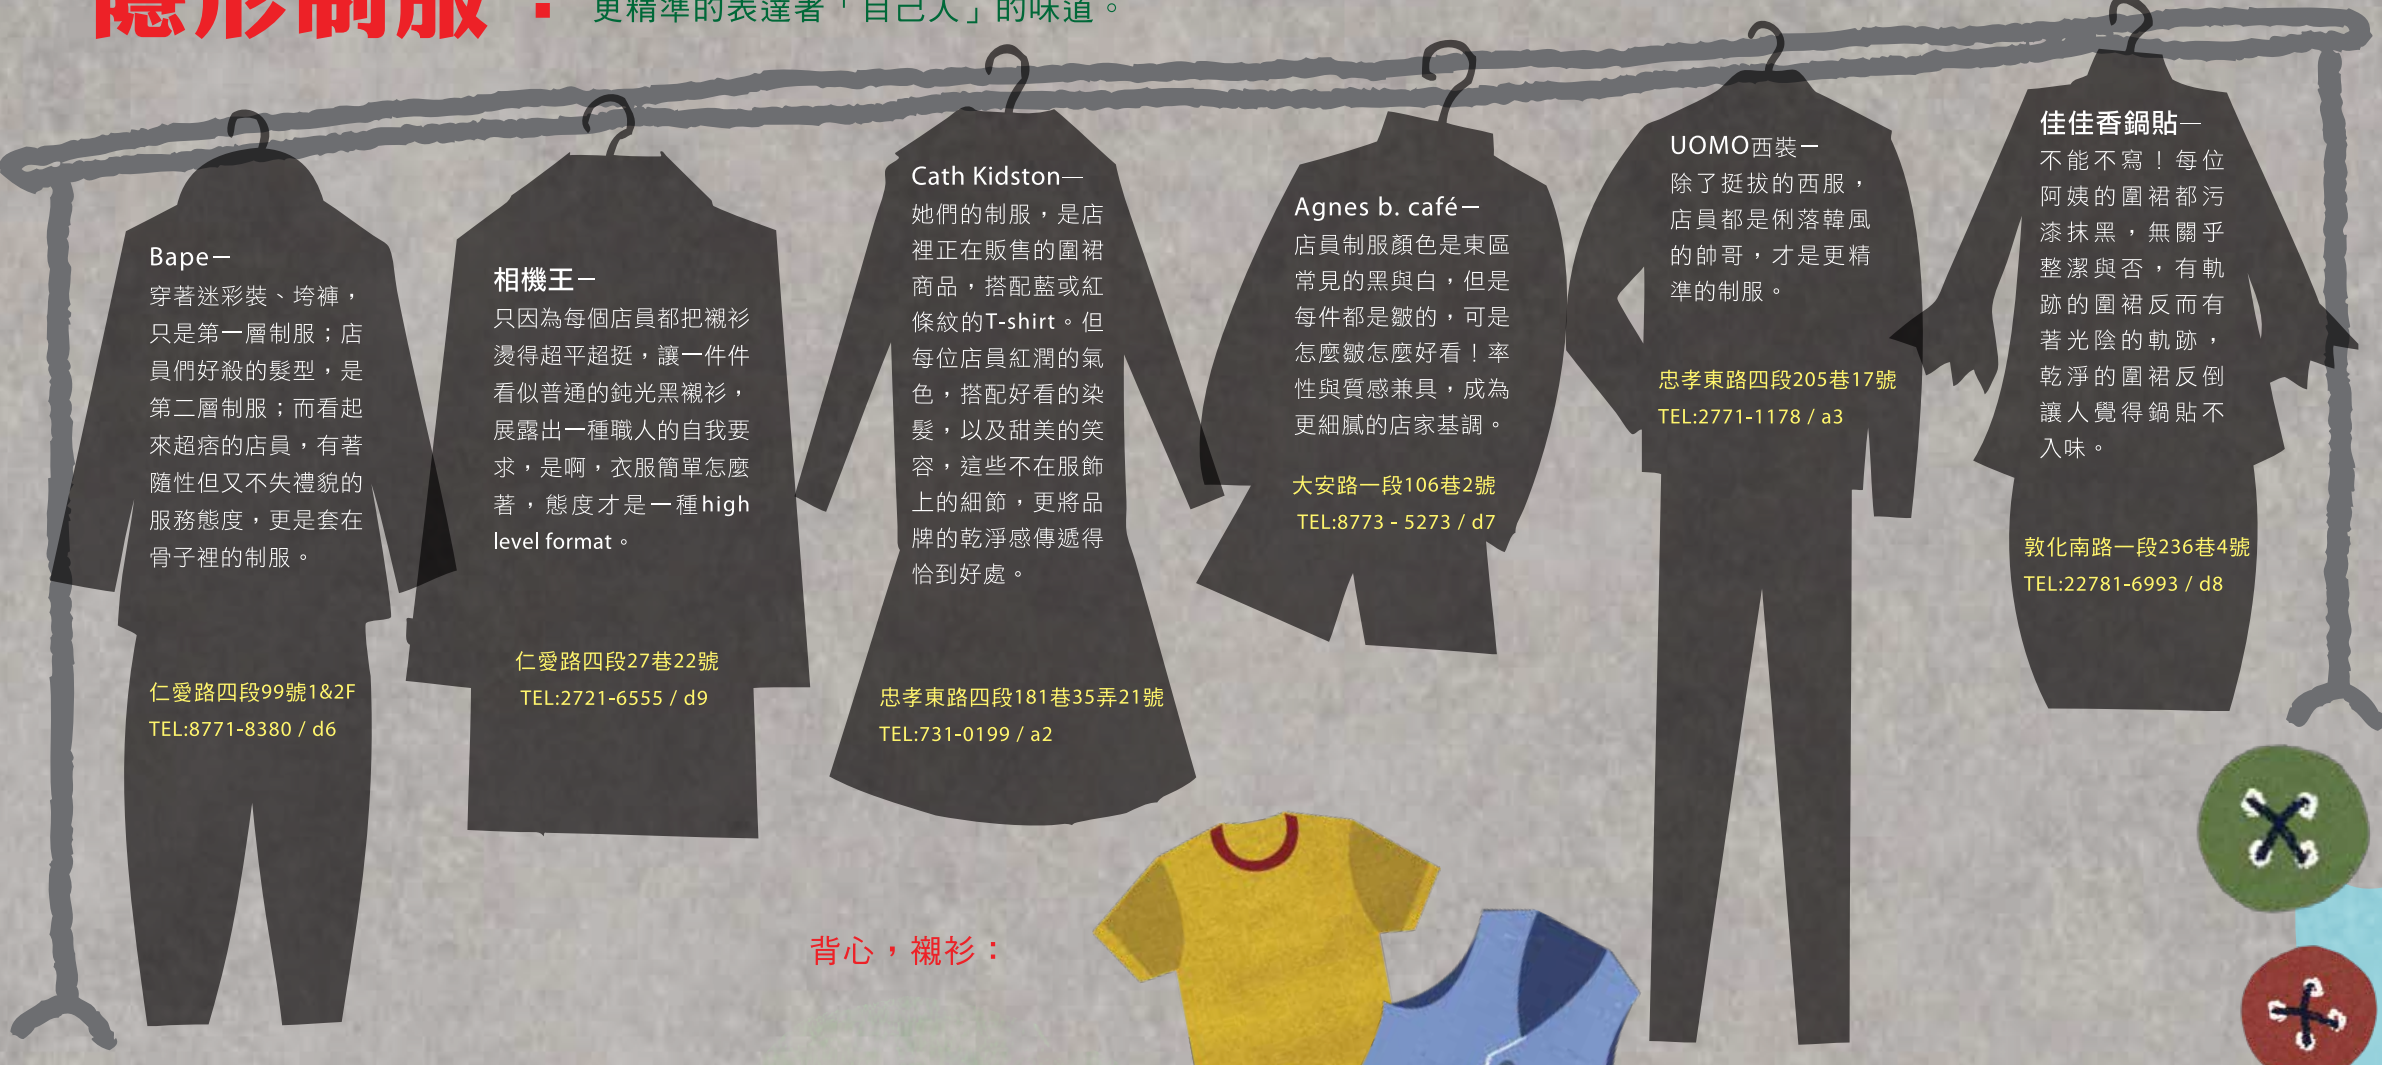 隱形制服：
更精準的表達著「自己人」的味道。
Bape—
穿著迷彩裝、垮褲，
只是第一層制服；店
員們好殺的髮型，是
第二層制服；而看起
來超痞的店員，有著
隨性但又不失禮貌的
服務態度，更是套在
骨子裡的制服。
仁愛路四段99號1&2F
TEL:8771-8380 / d6
相機王—
只因為每個店員都把襯衫
燙得超平超挺，讓一件件
看似普通的鈍光黑襯衫，
展露出一種職人的自我要
求，是啊，衣服簡單怎麼
著，態度才是一種high
level format。
仁愛路四段27巷22號
TEL:2721-6555 / d9
Cath Kidston—
她們的制服，是店
裡正在販售的圍裙
商品，搭配藍或紅
條紋的T-shirt。但
每位店員紅潤的氣
色，搭配好看的染
髮，以及甜美的笑
容，這些不在服飾
上的細節，更將品
牌的乾淨感傳遞得
恰到好處。
忠孝東路四段181巷35弄21號
TEL:731-0199 / a2
Agnes b. café—
店員制服顏色是東區
常見的黑與白，但是
每件都是皺的，可是
怎麼皺怎麼好看！率
性與質感兼具，成為
更細膩的店家基調。
大安路一段106巷2號
TEL:8773 - 5273 / d7
UOMO西裝—
除了挺拔的西服，
店員都是俐落韓風
的帥哥，才是更精
準的制服。
忠孝東路四段205巷17號
TEL:2771-1178 / a3
佳佳香鍋貼—
不能不寫！每位
阿姨的圍裙都污
漆抹黑，無關乎
整潔與否，有軌
跡的圍裙反而有
著光陰的軌跡，
乾淨的圍裙反倒
讓人覺得鍋貼不
入味。
敦化南路一段236巷4號
TEL:22781-6993 / d8
背心，襯衫：